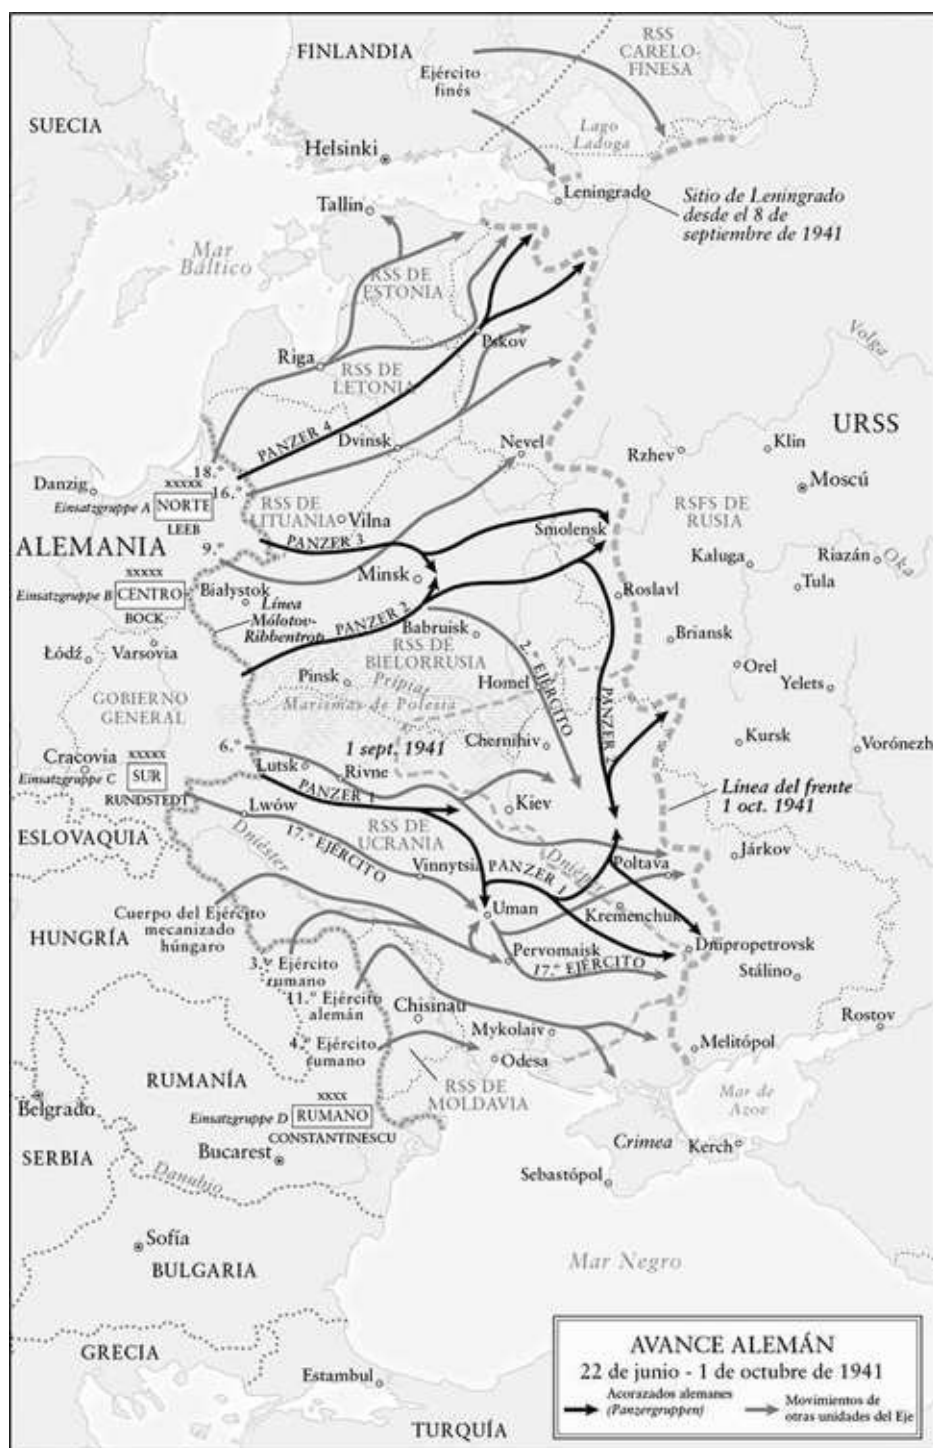 FINLANDIA
RSS
CARELO-
FINESA
Ejército
finés
SUECIA
Lago
Ladoga
Helsinki
Leningrado
Sitio de Leningrado
desde el 8 de
septiembre de 1941
Tallin
Mar
Báltico
RSS DE
ESTONIA
Volga
Riga
Pskov
RSS DE
LETONIA
URSS
PANZER 4
Dvinsk
Nevel
Rzhev
Klin
Moscú
18.º
16.º
Danzig
xxxxx
Einsatzgruppe A
NORTE
LEEB
RSS DE
LITUANIA
Vilna
RSFS DE
RUSIA
Smolensk
ALEMANIA
9.º
PANZER 3
Kaluga
Riazán
Oka
Minsk
Tula
xxxxx
Einsatzgruppe B
CENTRO
BOCK
Białystok
Línea
Mólotov-
Ribbentrop
PANZER 2
Roslavl
Babruisk
RSS DE
BIELORRUSIA
Briansk
Łódź
Varsovia
2.º EJÉRCITO
Orel
Yelets
GOBIERNO
GENERAL
Pinsk
Pripiat
Marismas de Polesia
Homel
PANZER 2
Cracovia
xxxxx
Einsatzgruppe C
SUR
RUNDSTEDT
6.º
1 sept. 1941
Chernihiv
Kursk
Vorónezh
Lutsk
Rivne
Línea del frente
1 oct. 1941
PANZER 1
Kiev
Lwów
ESLOVAQUIA
RSS DE
UCRANIA
Dniéster
17.º EJÉRCITO
Vinnytsia
PANZER 1
Dniéper
Poltava
Járkov
Cuerpo del Ejército
mecanizado
húngaro
Uman
Kremenchuk
HUNGRÍA
Pervomaisk
17.º EJÉRCITO
Dnipropetrovsk
Stálino
3.er Ejército
rumano
11.º Ejército
alemán
Chisinau
Rostov
4.º Ejército
rumano
Mykolaiv
Odesa
Melitópol
RUMANÍA
RSS DE
MOLDAVIA
Mar de
Azov
Belgrado
xxxx
Einsatzgruppe D
RUMANO
CONSTANTINESCU
Bucarest
Crimea
Kerch
SERBIA
Danubio
Sebastópol
Sofía
BULGARIA
Mar Negro
GRECIA
Estambul
TURQUÍA
AVANCE ALEMÁN
22 de junio - 1 de octubre de 1941
Acorazados alemanes
(Panzergruppen)
Movimientos de
otras unidades del Eje